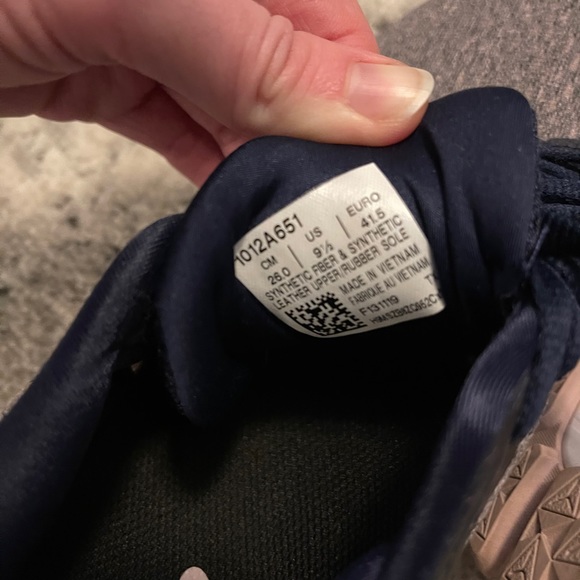 1012A651
CM | US | EURO
26.0 | 9½ | 41.5
SYNTHETIC FIBER & SYNTHETIC
LEATHER UPPER/RUBBER SOLE
MADE IN VIETNAM
FABRIQUE AU VIETNAM
F131119